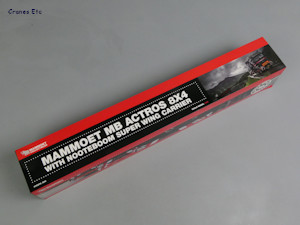 Cranes Etc
MAMMOET MB ACTROS 8X4
WITH NOOTEBOOM SUPER WING CARRIER